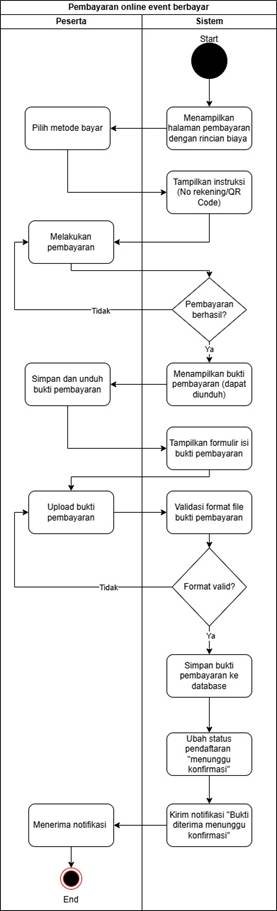 Pembayaran online event berbayar
Peserta
Sistem
Start
Pilih metode bayar
Menampilkan
halaman pembayaran
dengan rincian biaya
Tampilkan instruksi
(No rekening/QR
Code)
Melakukan
pembayaran
Pembayaran
berhasil?
Tidak
Ya
Simpan dan unduh
bukti pembayaran
Menampilkan bukti
pembayaran (dapat
diunduh)
Tampilkan formulir isi
bukti pembayaran
Upload bukti
pembayaran
Validasi format file
bukti pembayaran
Tidak
Format valid?
Ya
Simpan bukti
pembayaran ke
database
Ubah status
pendaftaran
"menunggu
konfirmasi"
Menerima notifikasi
Kirim notifikasi "Bukti
diterima menunggu
konfirmasi"
End